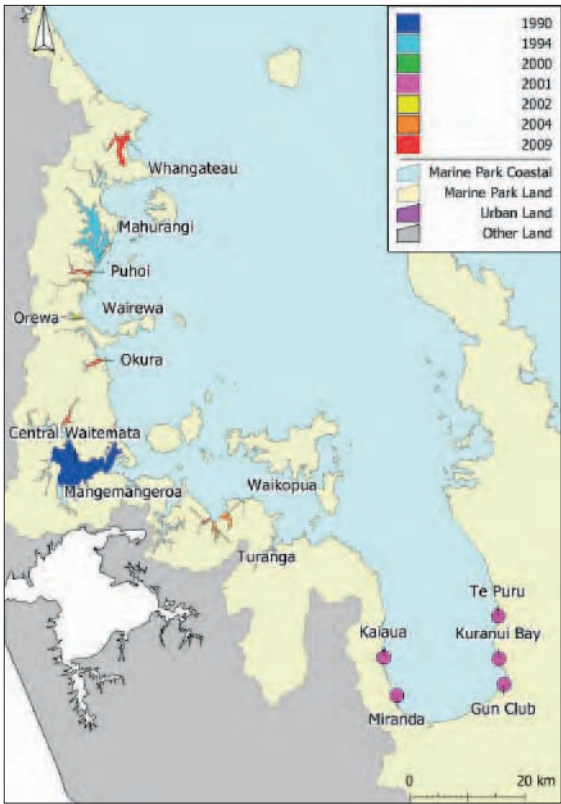 1990
1994
2000
2001
2002
2004
2009
Marine Park Coastal
Marine Park Land
Urban Land
Other Land
Whangateau
Mahurangi
Puhoi
Wairewa
Orewa
Okura
Central Waitemata
Mangemangeroa
Waikopua
Turanga
Te Puru
Kaiaua
Kuranui Bay
Miranda
Gun Club
0
20 km